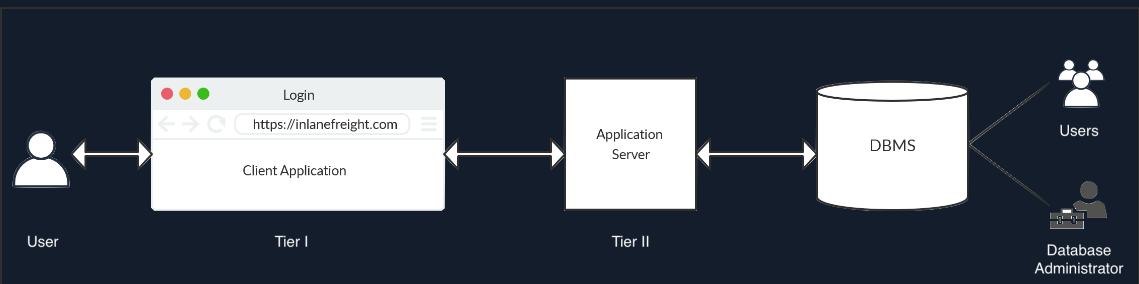 Login
https://inlanefreight.com
Client Application
Application
Server
DBMS
Users
User
Tier I
Tier II
Database
Administrator